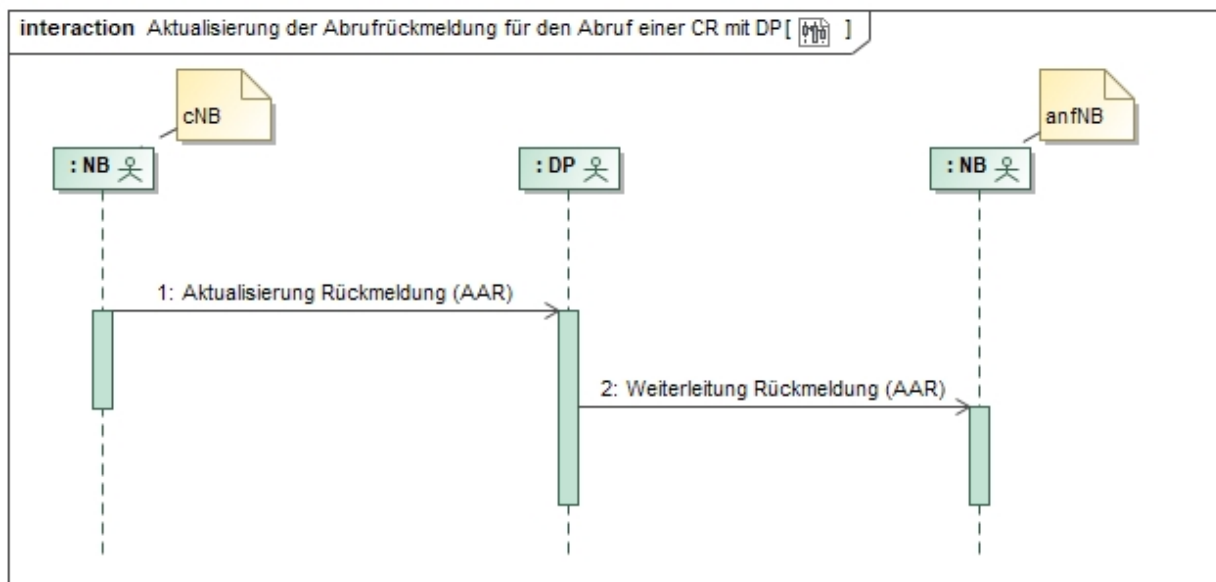 interaction Aktualisierung der Abrufrückmeldung für den Abruf einer CR mit DP[ ]
cNB
anfNB
: NB
: DP
: NB
1: Aktualisierung Rückmeldung (AAR)
2: Weiterleitung Rückmeldung (AAR)